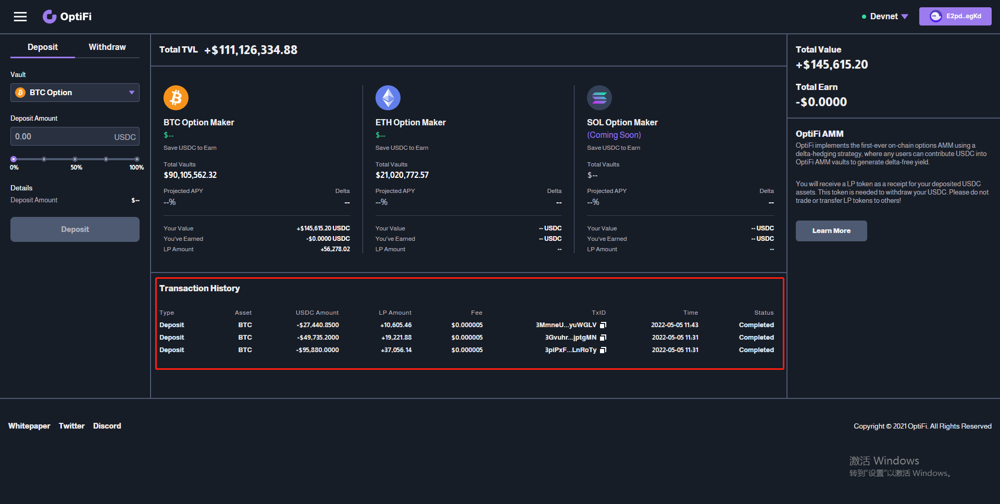 OptiFi
Devnet
E2pd..egKd
Deposit Withdraw
Vault
BTC Option
Deposit Amount
0.00 USDC
0% 50% 100%
Details
Deposit Amount $--
Deposit
Total TVL +$111,126,334.88
BTC Option Maker
$--
Save USDC to Earn
Total Vaults
$90,105,562.32
Projected APY Delta
--% --
Your Value +$145,615.20 USDC
You've Earned -$0.0000 USDC
LP Amount +56,278.02
ETH Option Maker
$--
Save USDC to Earn
Total Vaults
$21,020,772.57
Projected APY Delta
--% --
Your Value -- USDC
You've Earned -- USDC
LP Amount --
SOL Option Maker
(Coming Soon)
Save USDC to Earn
Total Vaults
$--
Projected APY Delta
--% --
Your Value -- USDC
You've Earned -- USDC
LP Amount --
Transaction History
Type Asset USDC Amount LP Amount Fee TxID Time Status
Deposit BTC -$27,440.8500 +10,605.46 $0.000005 3MmneU...yuWGLV 2022-05-05 11:43 Completed
Deposit BTC -$49,735.2000 +19,221.88 $0.000005 3Gvuhr...jptgMN 2022-05-05 11:31 Completed
Deposit BTC -$95,880.0000 +37,056.14 $0.000005 3piPxF...LnRoTy 2022-05-05 11:31 Completed
Total Value
+$145,615.20
Total Earn
-$0.0000
OptiFi AMM
OptiFi implements the first-ever on-chain options AMM using a
delta-hedging strategy, where any users can contribute USDC into
OptiFi AMM vaults to generate delta-free yield.
You will receive a LP token as a receipt for your deposited USDC
assets. This token is needed to withdraw your USDC. Please do not
trade or transfer LP tokens to others!
Learn More
Whitepaper Twitter Discord
Copyright © 2021 OptiFi. All Rights Reserved
激活 Windows
转到"设置"以激活 Windows。